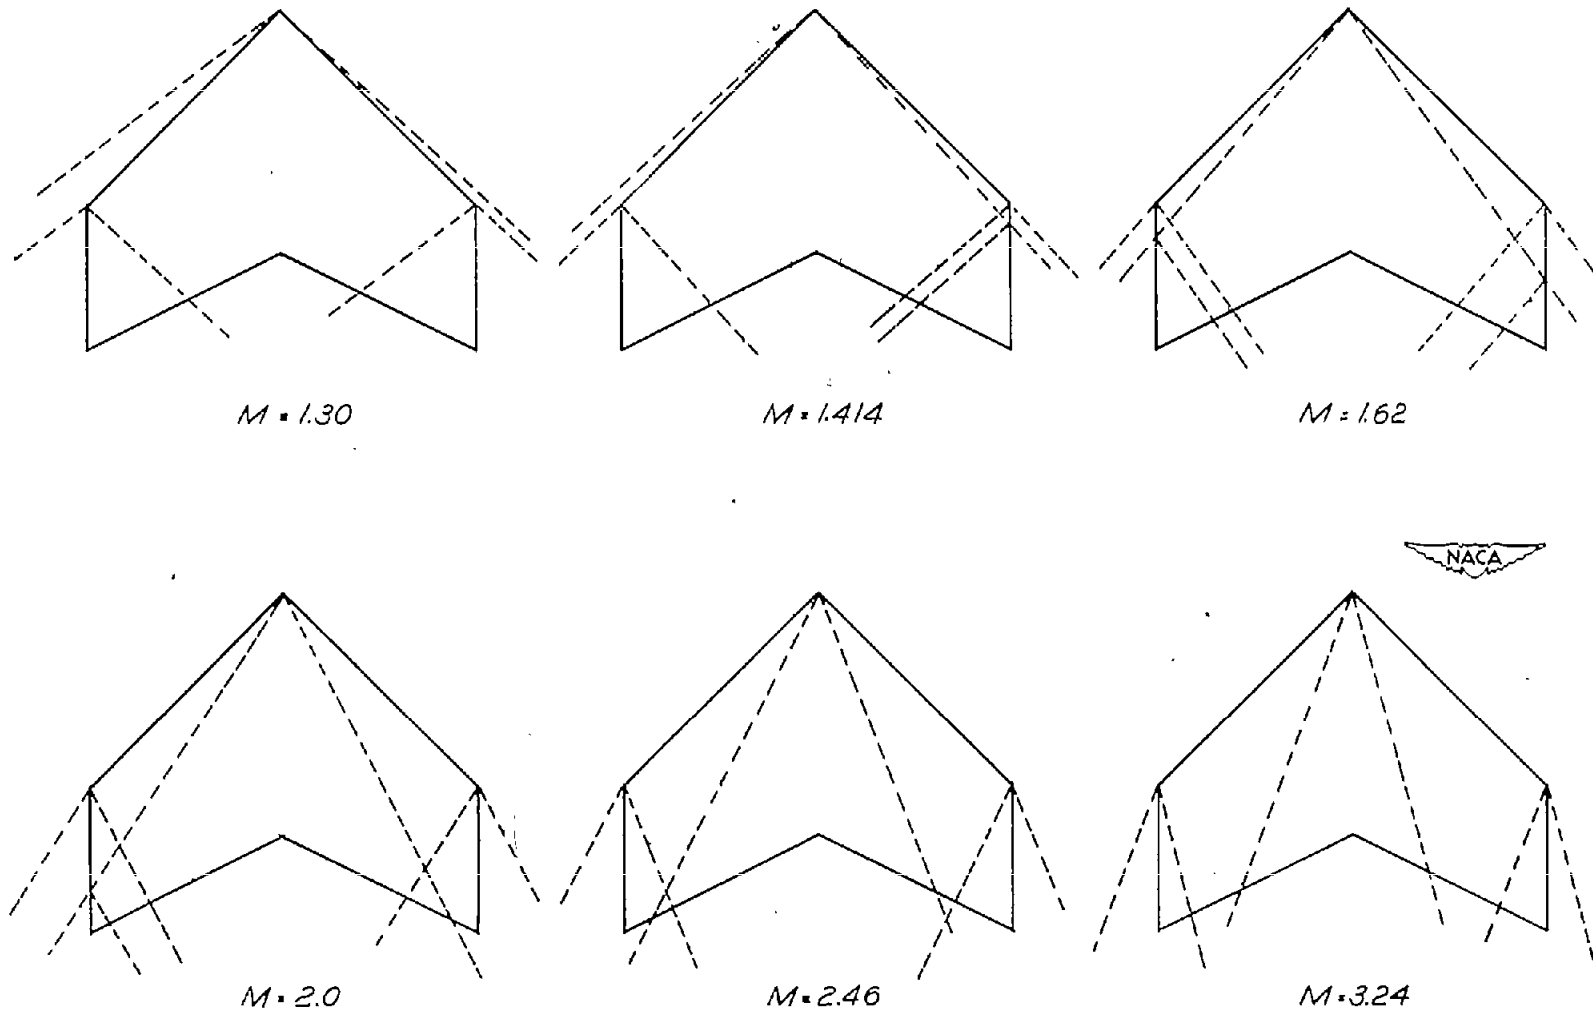 M = 1.30
M = 1.414
M = 1.62
NACA
M = 2.0
M = 2.46
M = 3.24